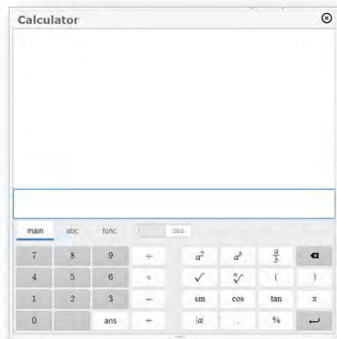 Calculator
main abc func DEG
7 8 9 ÷ a² aᵇ a/b
4 5 6 √ ⁿ√ ( )
1 2 3 − sin cos tan π
0 ans |a| , %